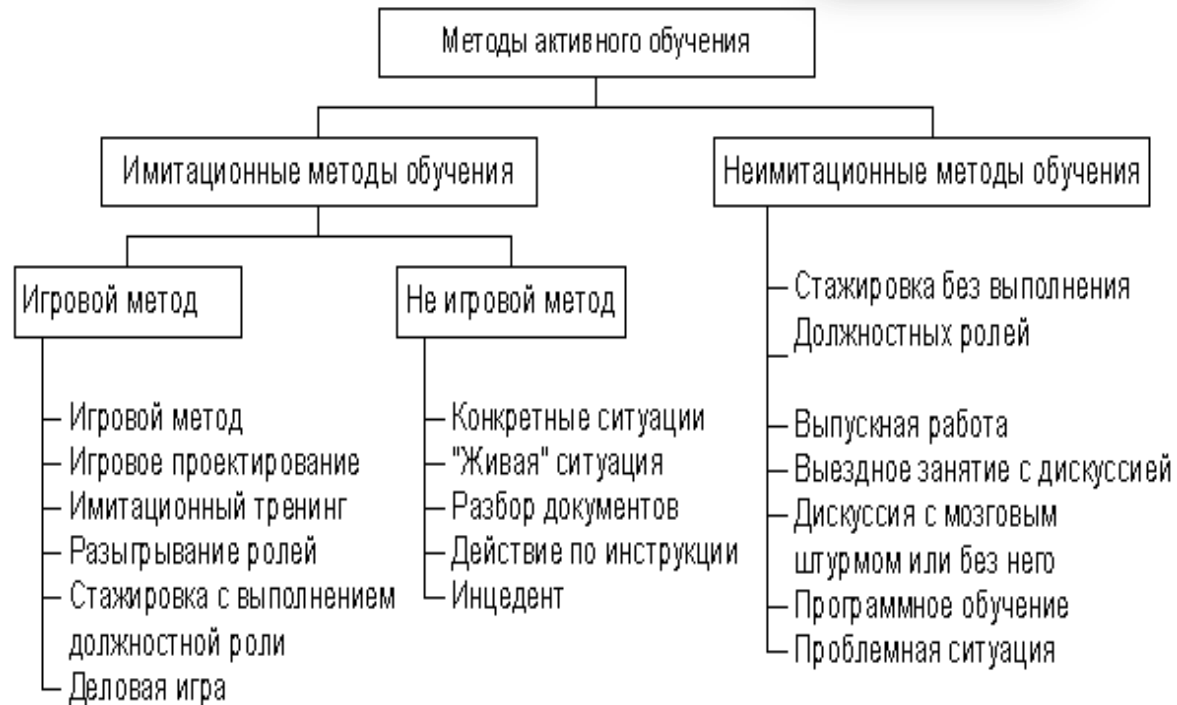 Методы активного обучения
Имитационные методы обучения
Неимитационные методы обучения
Игровой метод
Не игровой метод
Игровой метод
Игровое проектирование
Имитационный тренинг
Разыгрывание ролей
Стажировка с выполнением
должностной роли
Деловая игра
Конкретные ситуации
"Живая" ситуация
Разбор документов
Действие по инструкции
Инцедент
Стажировка без выполнения
Должностных ролей
Выпускная работа
Выездное занятие с дискуссией
Дискуссия с мозговым
штурмом или без него
Программное обучение
Проблемная ситуация